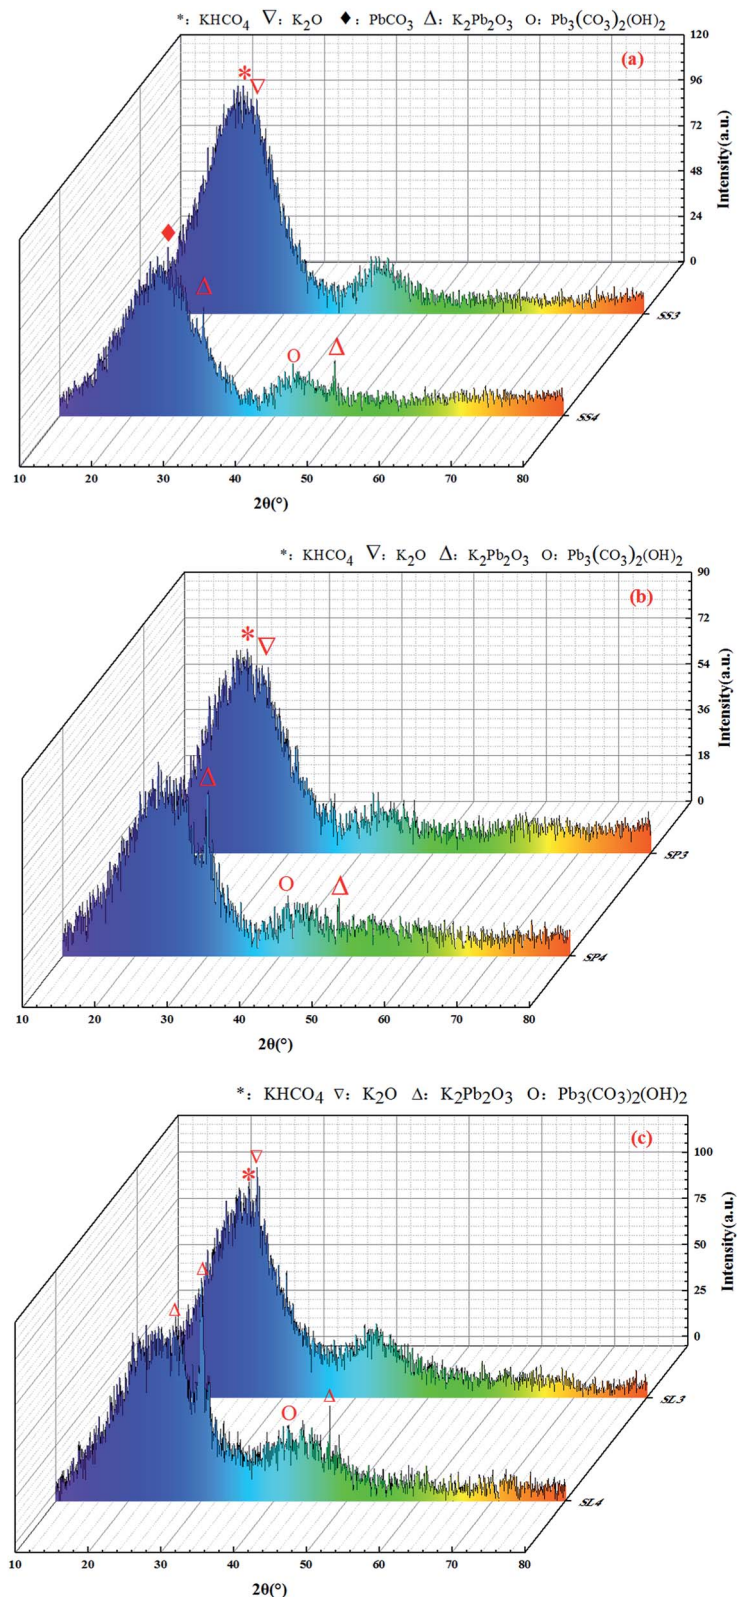 *: KHCO4 ▽: K2O ♦: PbCO3 Δ: K2Pb2O3 O: Pb3(CO3)2(OH)2
(a)
120
96
72
48
24
0
Intensity(a.u.)
SS3
SS4
10 20 30 40 50 60 70 80
2θ(°)
*: KHCO4 ▽: K2O Δ: K2Pb2O3 O: Pb3(CO3)2(OH)2
(b)
90
72
54
36
18
0
Intensity(a.u.)
SP3
SP4
10 20 30 40 50 60 70 80
2θ(°)
*: KHCO4 ▽: K2O Δ: K2Pb2O3 O: Pb3(CO3)2(OH)2
(c)
100
75
50
25
0
Intensity(a.u.)
SL3
SL4
10 20 30 40 50 60 70 80
2θ(°)